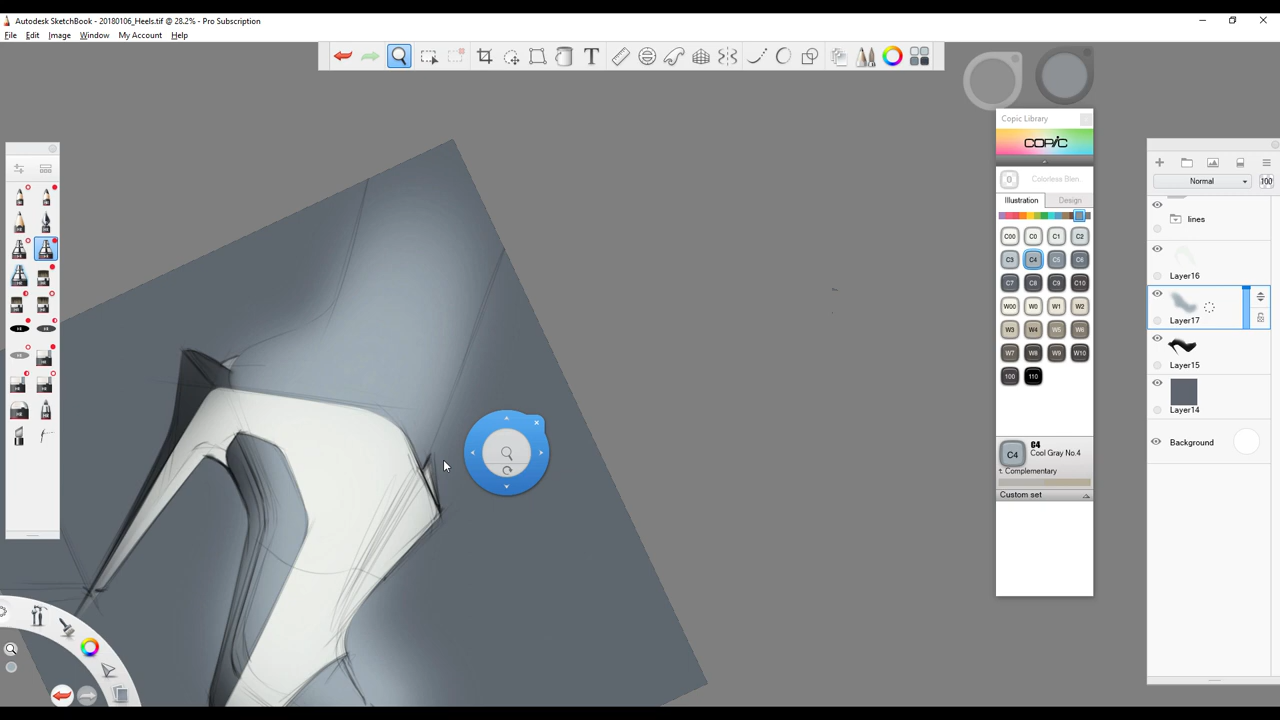 Autodesk SketchBook - 20180106_Heels.tif @ 28.2% - Pro Subscription
File Edit Image Window My Account Help
T
Copic Library
COPIC
0 Colorless Blen..
Illustration Design
C00 C0 C1 C2
C3 C4 C5 C6
C7 C8 C9 C10
W00 W0 W1 W2
W3 W4 W5 W6
W7 W8 W9 W10
100 110
C4
C4
Cool Gray No.4
1: Complementary
Custom set
Normal 100
lines
Layer16
Layer17
Layer15
Layer14
Background